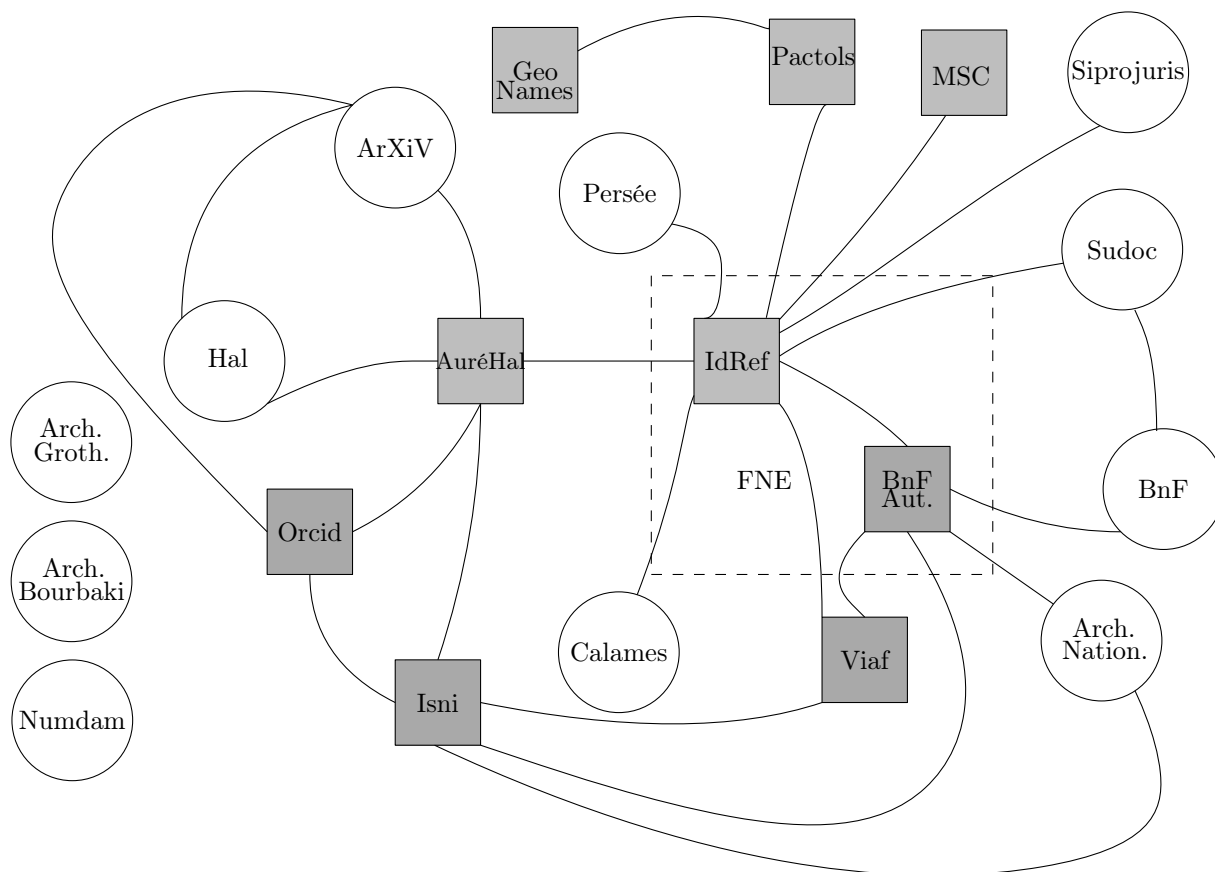 Geo
Names
Pactols
MSC
Siprojuris
ArXiV
Persée
Sudoc
Hal
AuréHal
IdRef
Arch.
Groth.
FNE
BnF
Aut.
BnF
Orcid
Arch.
Bourbaki
Calames
Viaf
Arch.
Nation.
Isni
Numdam